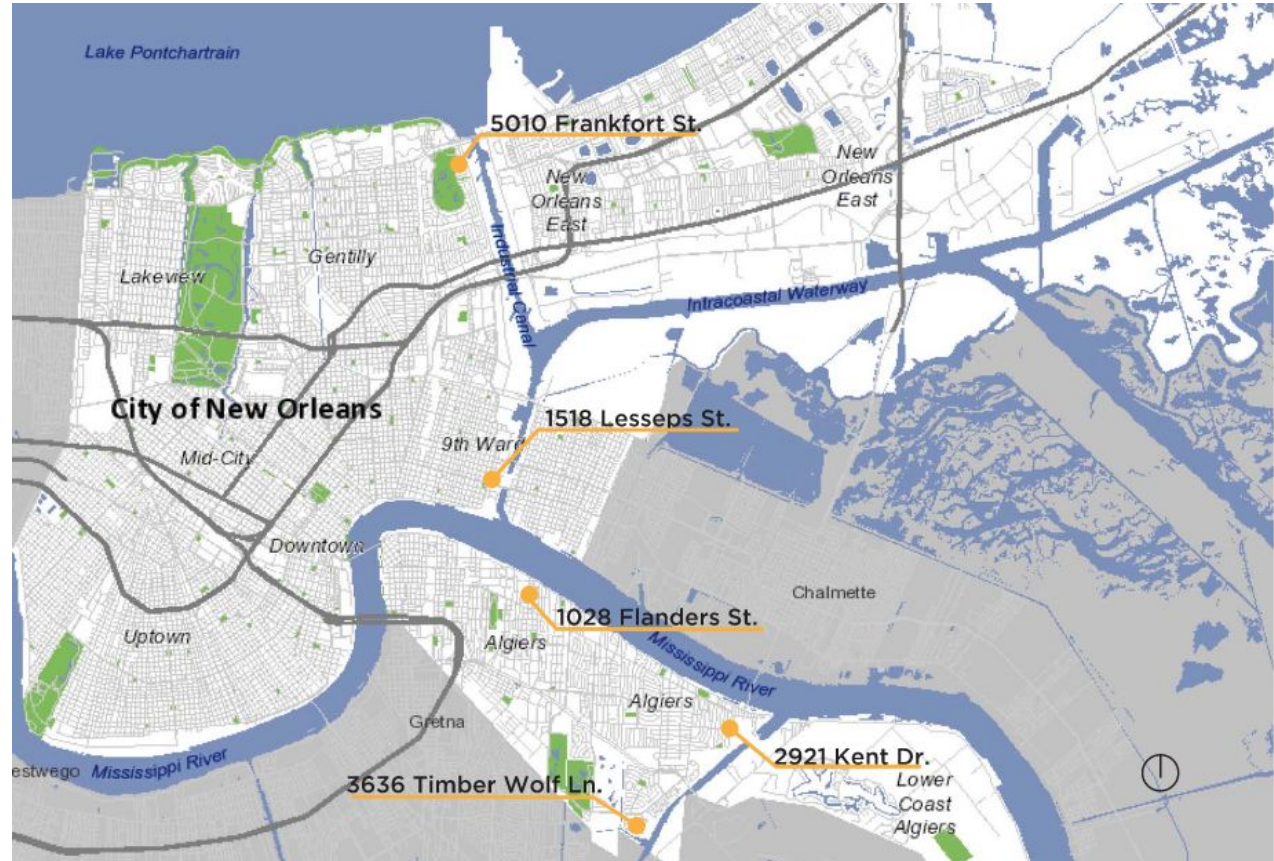 Lake Pontchartrain
5010 Frankfort St.
New
Orleans
East
New
Orleans
East
Gentilly
Lakeview
Industrial Canal
Intracoastal Waterway
City of New Orleans
1518 Lesseps St.
9th Ward
Mid-City
Downtown
Chalmette
1028 Flanders St.
Uptown
Algiers
Mississippi River
Algiers
Gretna
2921 Kent Dr.
estwego
Mississippi River
3636 Timber Wolf Ln.
Lower
Coast
Algiers